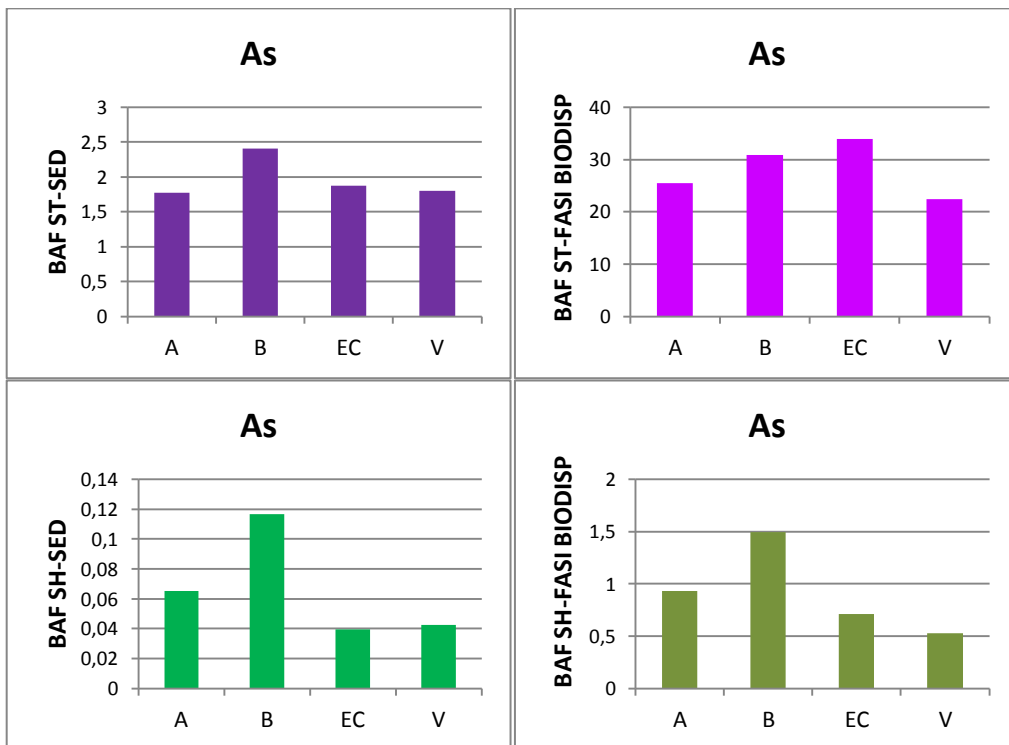 As
BAF ST-SED
3
2,5
2
1,5
1
0,5
0
A B EC V
As
BAF ST-FASI BIODISP
40
30
20
10
0
A B EC V
As
BAF SH-SED
0,14
0,12
0,1
0,08
0,06
0,04
0,02
0
A B EC V
As
BAF SH-FASI BIODISP
2
1,5
1
0,5
0
A B EC V